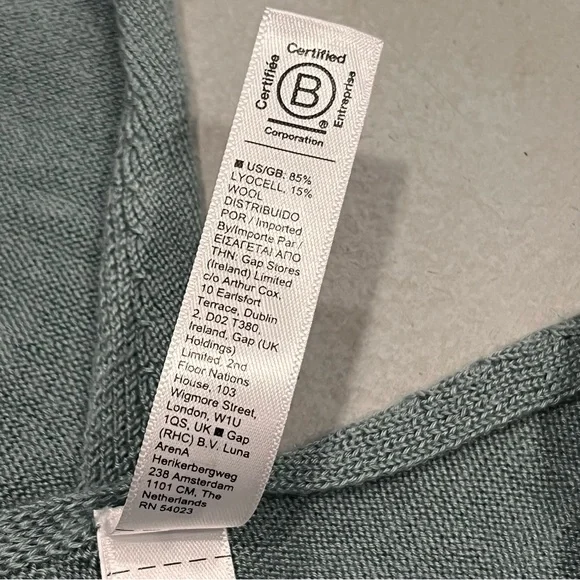 Certified
Certifiée
B
Entreprise
®
Corporation
■ US/GB: 85%
LYOCELL, 15%
WOOL
DISTRIBUIDO
POR / Imported
By/Importe Par /
ΕΙΣΑΓΕΤΑΙ ΑΠΟ
ΤΗΝ: Gap Stores
(Ireland) Limited
c/o Arthur Cox,
10 Earlsfort
Terrace, Dublin
2, D02 T380,
Ireland, Gap (UK
Holdings)
Limited, 2nd
Floor Nations
House, 103
Wigmore Street,
London, W1U
1QS, UK ■ Gap
(RHC) B.V. Luna
ArenA
Herikerbergweg
238 Amsterdam
1101 CM, The
Netherlands
RN 54023